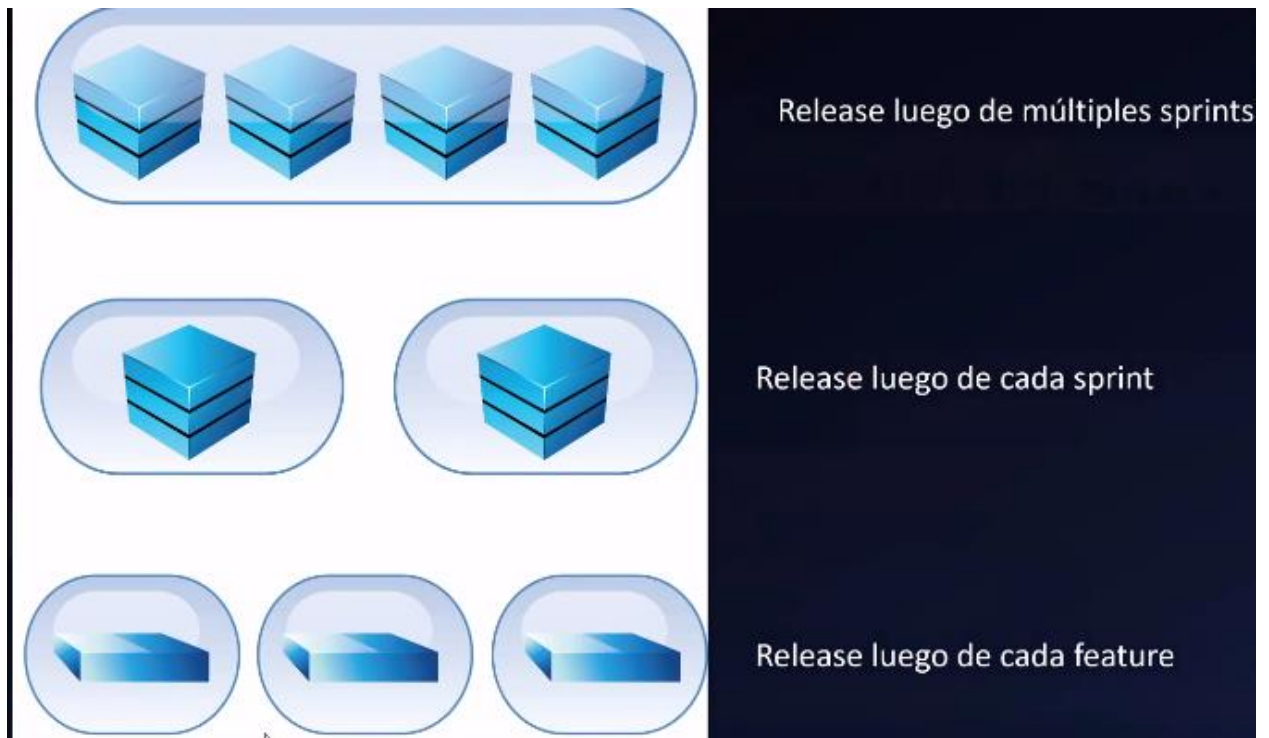 Release luego de múltiples sprints
Release luego de cada sprint
Release luego de cada feature